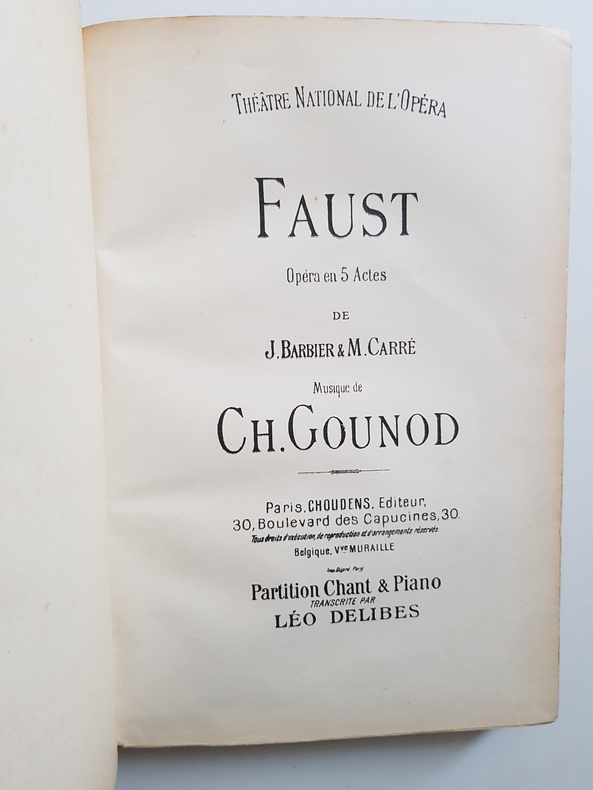 THÉÂTRE NATIONAL DE L'OPÉRA
FAUST
Opéra en 5 Actes
DE
J. BARBIER & M. CARRÉ
Musique de
CH. GOUNOD
Paris, CHOUDENS, Editeur,
30, Boulevard des Capucines, 30.
Tous droits d'exécution, de reproduction et d'arrangements réservés.
Belgique, Vve MURAILLE
Imp. Paris
Partition Chant & Piano
TRANSCRITE PAR
LÉO DELIBES